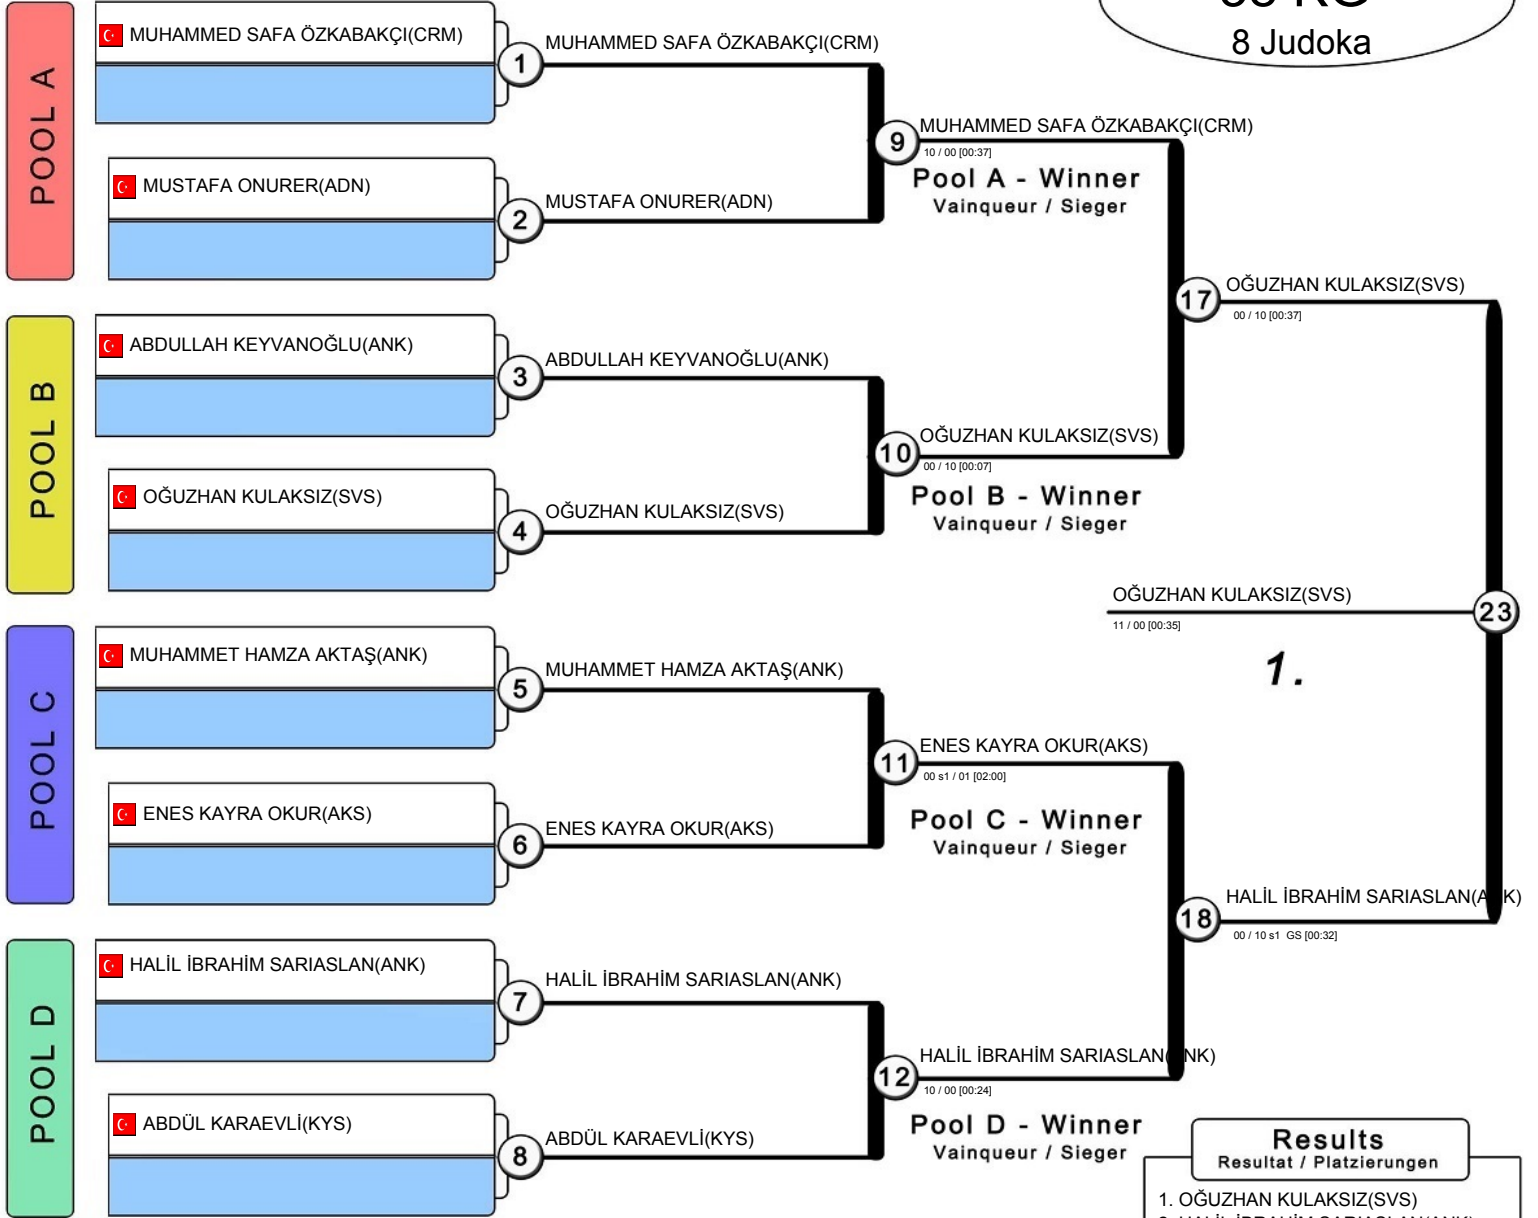 KG
8 Judoka
POOL A
MUHAMMED SAFA ÖZKABAKÇI(CRM)
1
MUHAMMED SAFA ÖZKABAKÇI(CRM)
MUSTAFA ONURER(ADN)
2
MUSTAFA ONURER(ADN)
9
MUHAMMED SAFA ÖZKABAKÇI(CRM)
10 / 00 [00:37]
Pool A - Winner
Vainqueur / Sieger
POOL B
ABDULLAH KEYVANOĞLU(ANK)
3
ABDULLAH KEYVANOĞLU(ANK)
OĞUZHAN KULAKSIZ(SVS)
4
OĞUZHAN KULAKSIZ(SVS)
10
OĞUZHAN KULAKSIZ(SVS)
00 / 10 [00:07]
Pool B - Winner
Vainqueur / Sieger
17
OĞUZHAN KULAKSIZ(SVS)
00 / 10 [00:37]
OĞUZHAN KULAKSIZ(SVS)
23
11 / 00 [00:35]
1.
POOL C
MUHAMMET HAMZA AKTAŞ(ANK)
5
MUHAMMET HAMZA AKTAŞ(ANK)
ENES KAYRA OKUR(AKS)
6
ENES KAYRA OKUR(AKS)
11
ENES KAYRA OKUR(AKS)
00 s1 / 01 [02:00]
Pool C - Winner
Vainqueur / Sieger
POOL D
HALİL İBRAHİM SARIASLAN(ANK)
7
HALİL İBRAHİM SARIASLAN(ANK)
ABDÜL KARAEVLİ(KYS)
8
ABDÜL KARAEVLİ(KYS)
12
HALİL İBRAHİM SARIASLAN(ANK)
10 / 00 [00:24]
Pool D - Winner
Vainqueur / Sieger
18
HALİL İBRAHİM SARIASLAN(ANK)
00 / 10 s1 GS [00:32]
Results
Resultat / Platzierungen
1. OĞUZHAN KULAKSIZ(SVS)
2. HALİL İBRAHİM SARIASLAN(ANK)